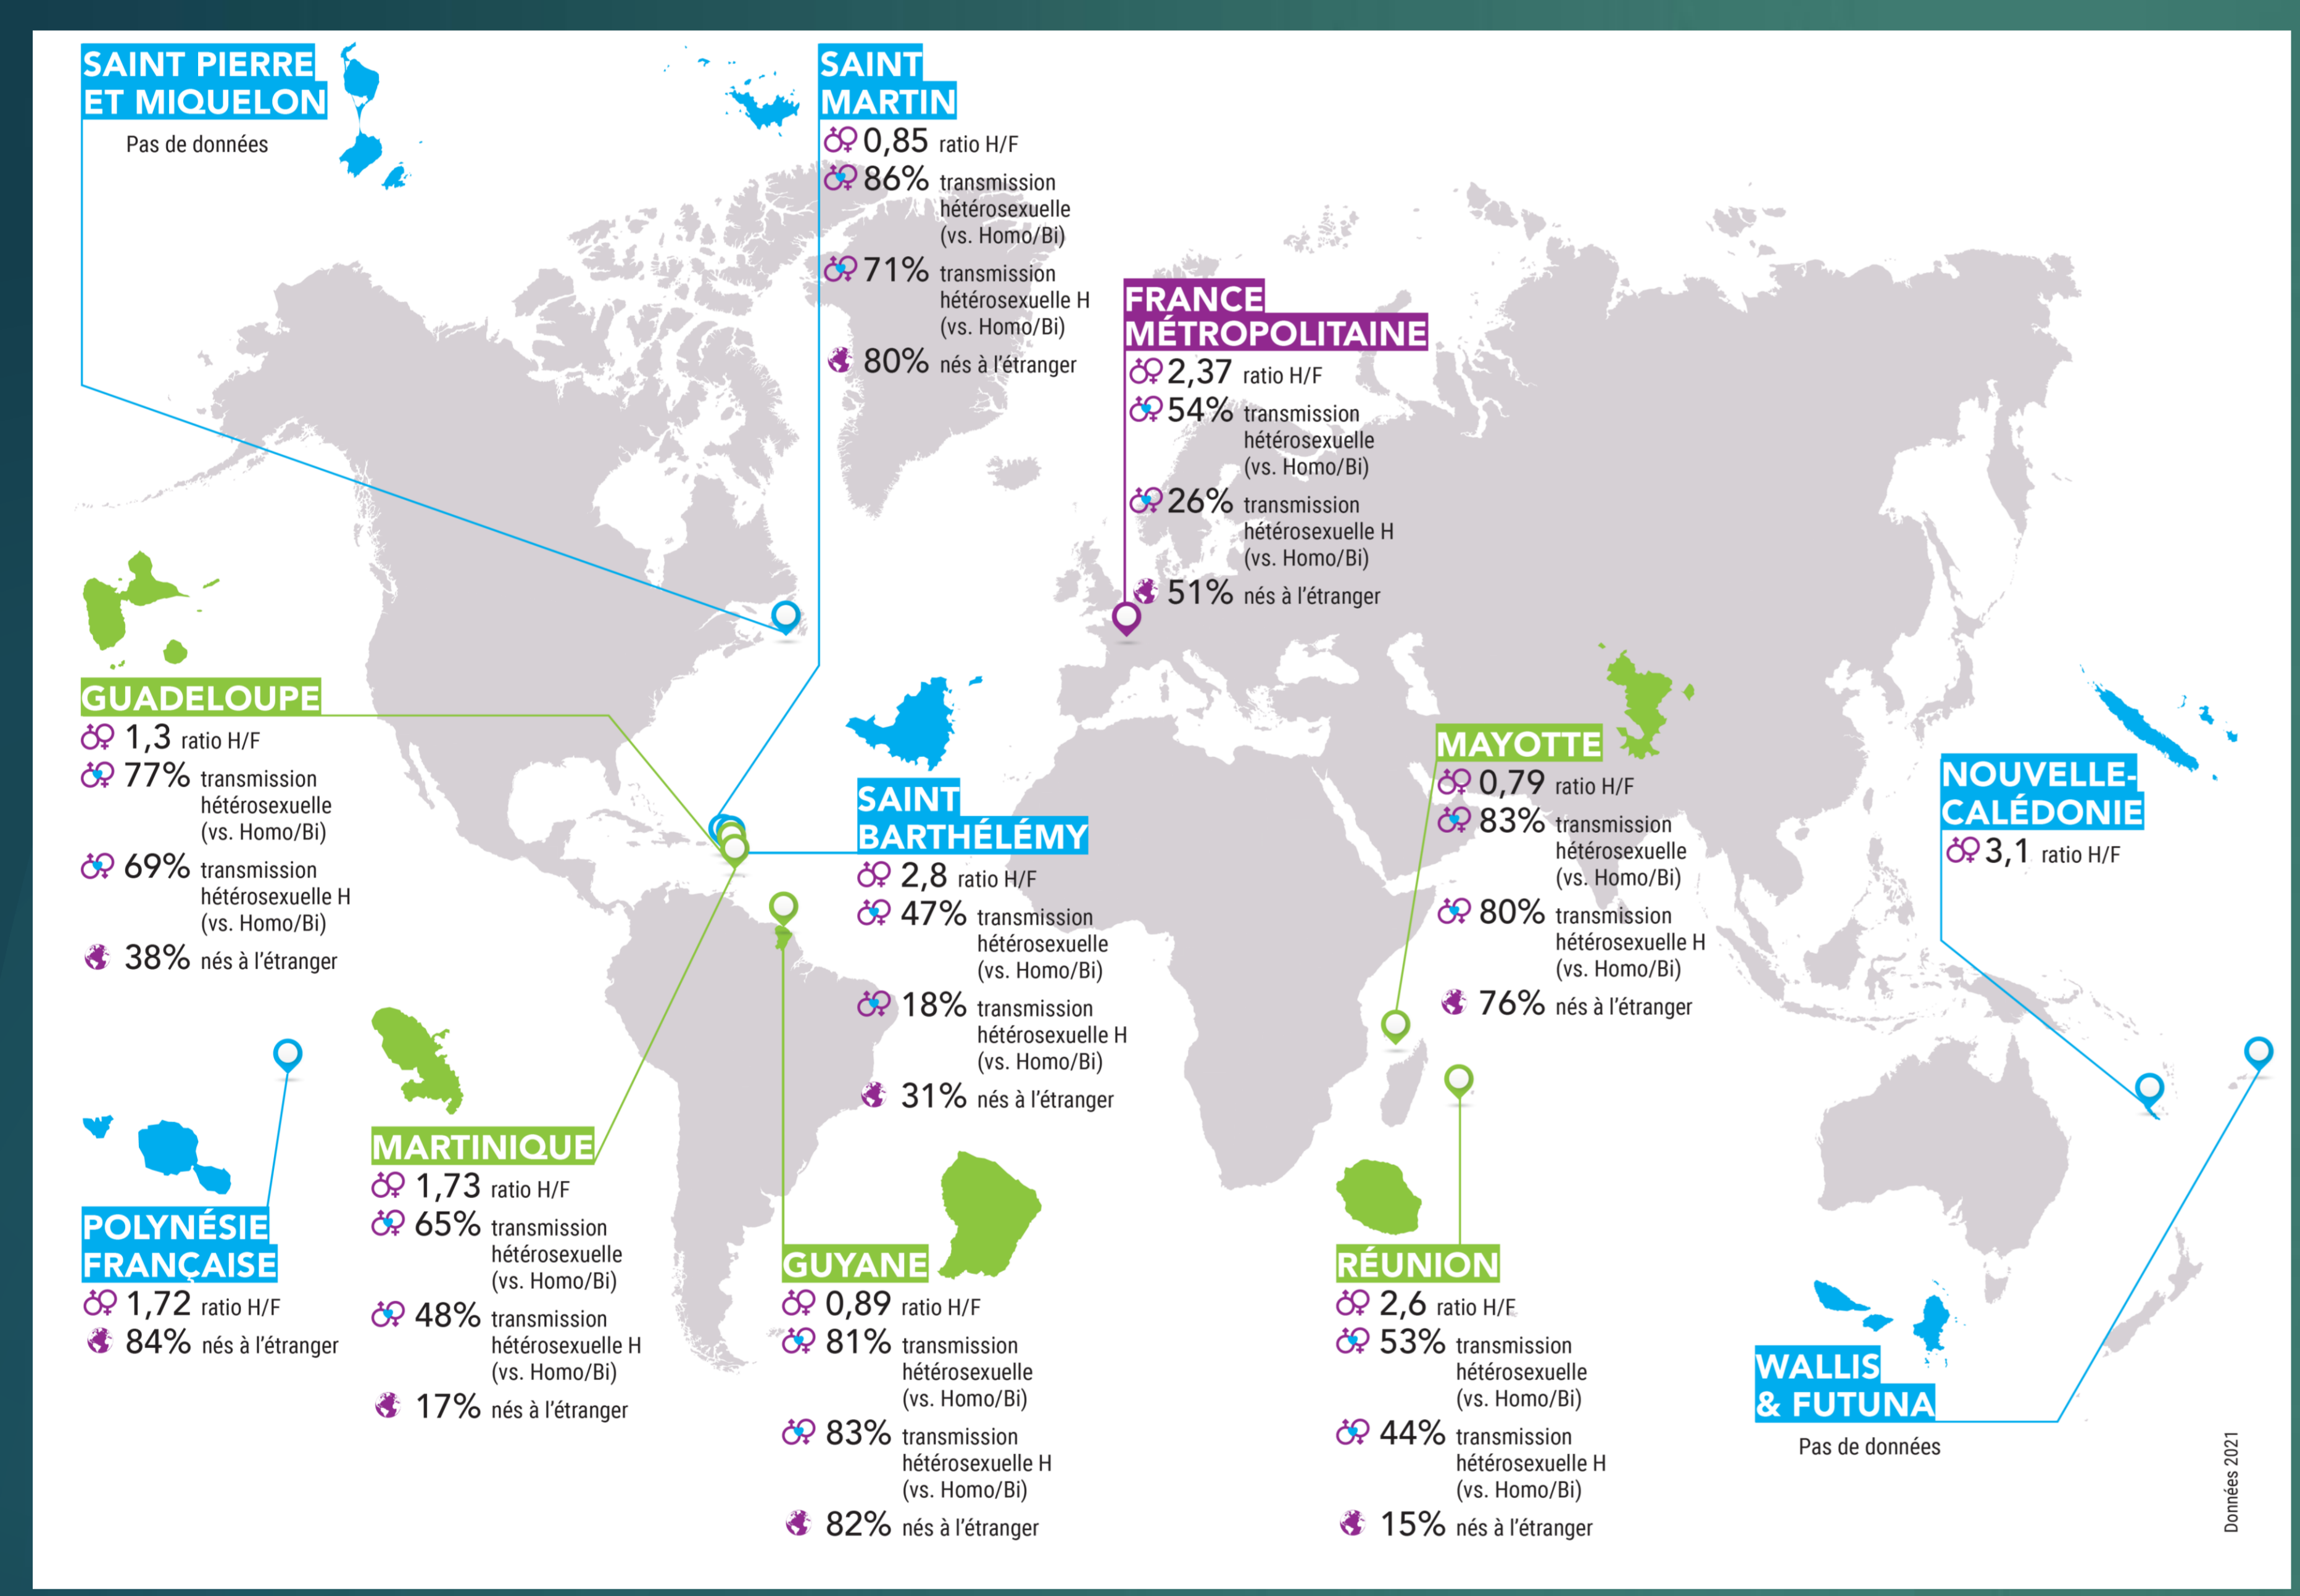 SAINT PIERRE
ET MIQUELON
Pas de données
SAINT
MARTIN
0,85 ratio H/F
86% transmission
hétérosexuelle
(vs. Homo/Bi)
71% transmission
hétérosexuelle H
(vs. Homo/Bi)
80% nés à l'étranger
FRANCE
MÉTROPOLITAINE
2,37 ratio H/F
54% transmission
hétérosexuelle
(vs. Homo/Bi)
26% transmission
hétérosexuelle H
(vs. Homo/Bi)
51% nés à l'étranger
GUADELOUPE
1,3 ratio H/F
77% transmission
hétérosexuelle
(vs. Homo/Bi)
69% transmission
hétérosexuelle H
(vs. Homo/Bi)
38% nés à l'étranger
SAINT
BARTHÉLÉMY
2,8 ratio H/F
47% transmission
hétérosexuelle
(vs. Homo/Bi)
18% transmission
hétérosexuelle H
(vs. Homo/Bi)
31% nés à l'étranger
MAYOTTE
0,79 ratio H/F
83% transmission
hétérosexuelle
(vs. Homo/Bi)
80% transmission
hétérosexuelle H
(vs. Homo/Bi)
76% nés à l'étranger
NOUVELLE-
CALÉDONIE
3,1 ratio H/F
POLYNÉSIE
FRANÇAISE
1,72 ratio H/F
84% nés à l'étranger
MARTINIQUE
1,73 ratio H/F
65% transmission
hétérosexuelle
(vs. Homo/Bi)
48% transmission
hétérosexuelle H
(vs. Homo/Bi)
17% nés à l'étranger
GUYANE
0,89 ratio H/F
81% transmission
hétérosexuelle
(vs. Homo/Bi)
83% transmission
hétérosexuelle H
(vs. Homo/Bi)
82% nés à l'étranger
RÉUNION
2,6 ratio H/F
53% transmission
hétérosexuelle
(vs. Homo/Bi)
44% transmission
hétérosexuelle H
(vs. Homo/Bi)
15% nés à l'étranger
WALLIS
& FUTUNA
Pas de données
Données 2021